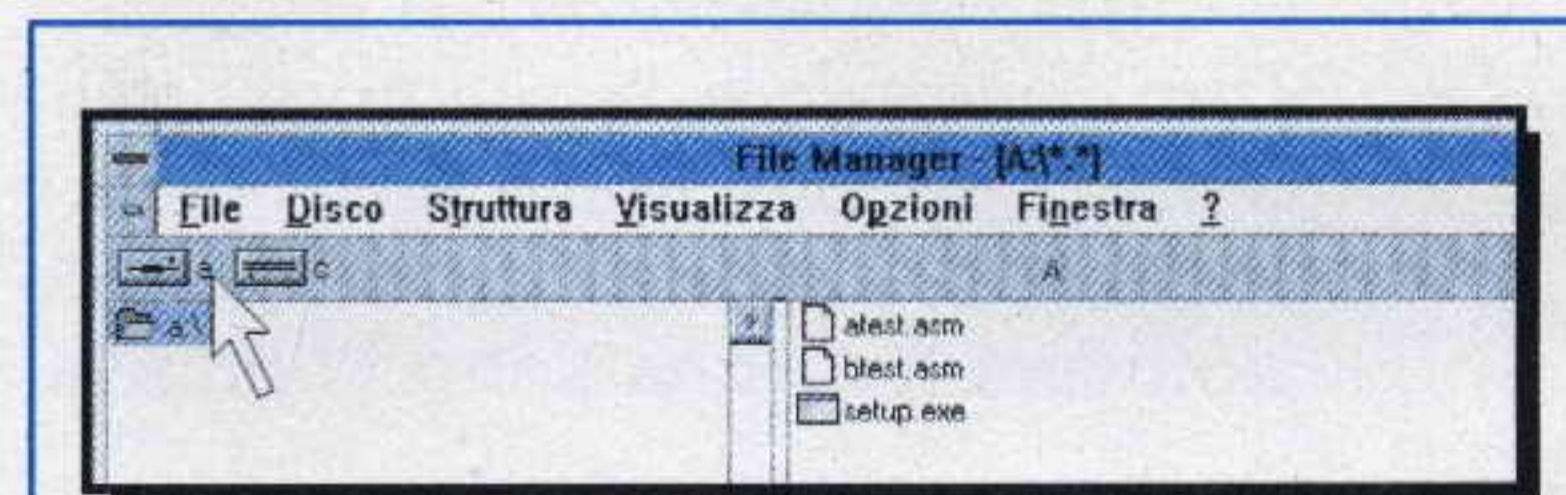 File Manager - [A:\*.*]
File Disco Struttura Visualizza Opzioni Finestra ?
a c A
a:\
atest.asm
btest.asm
setup.exe